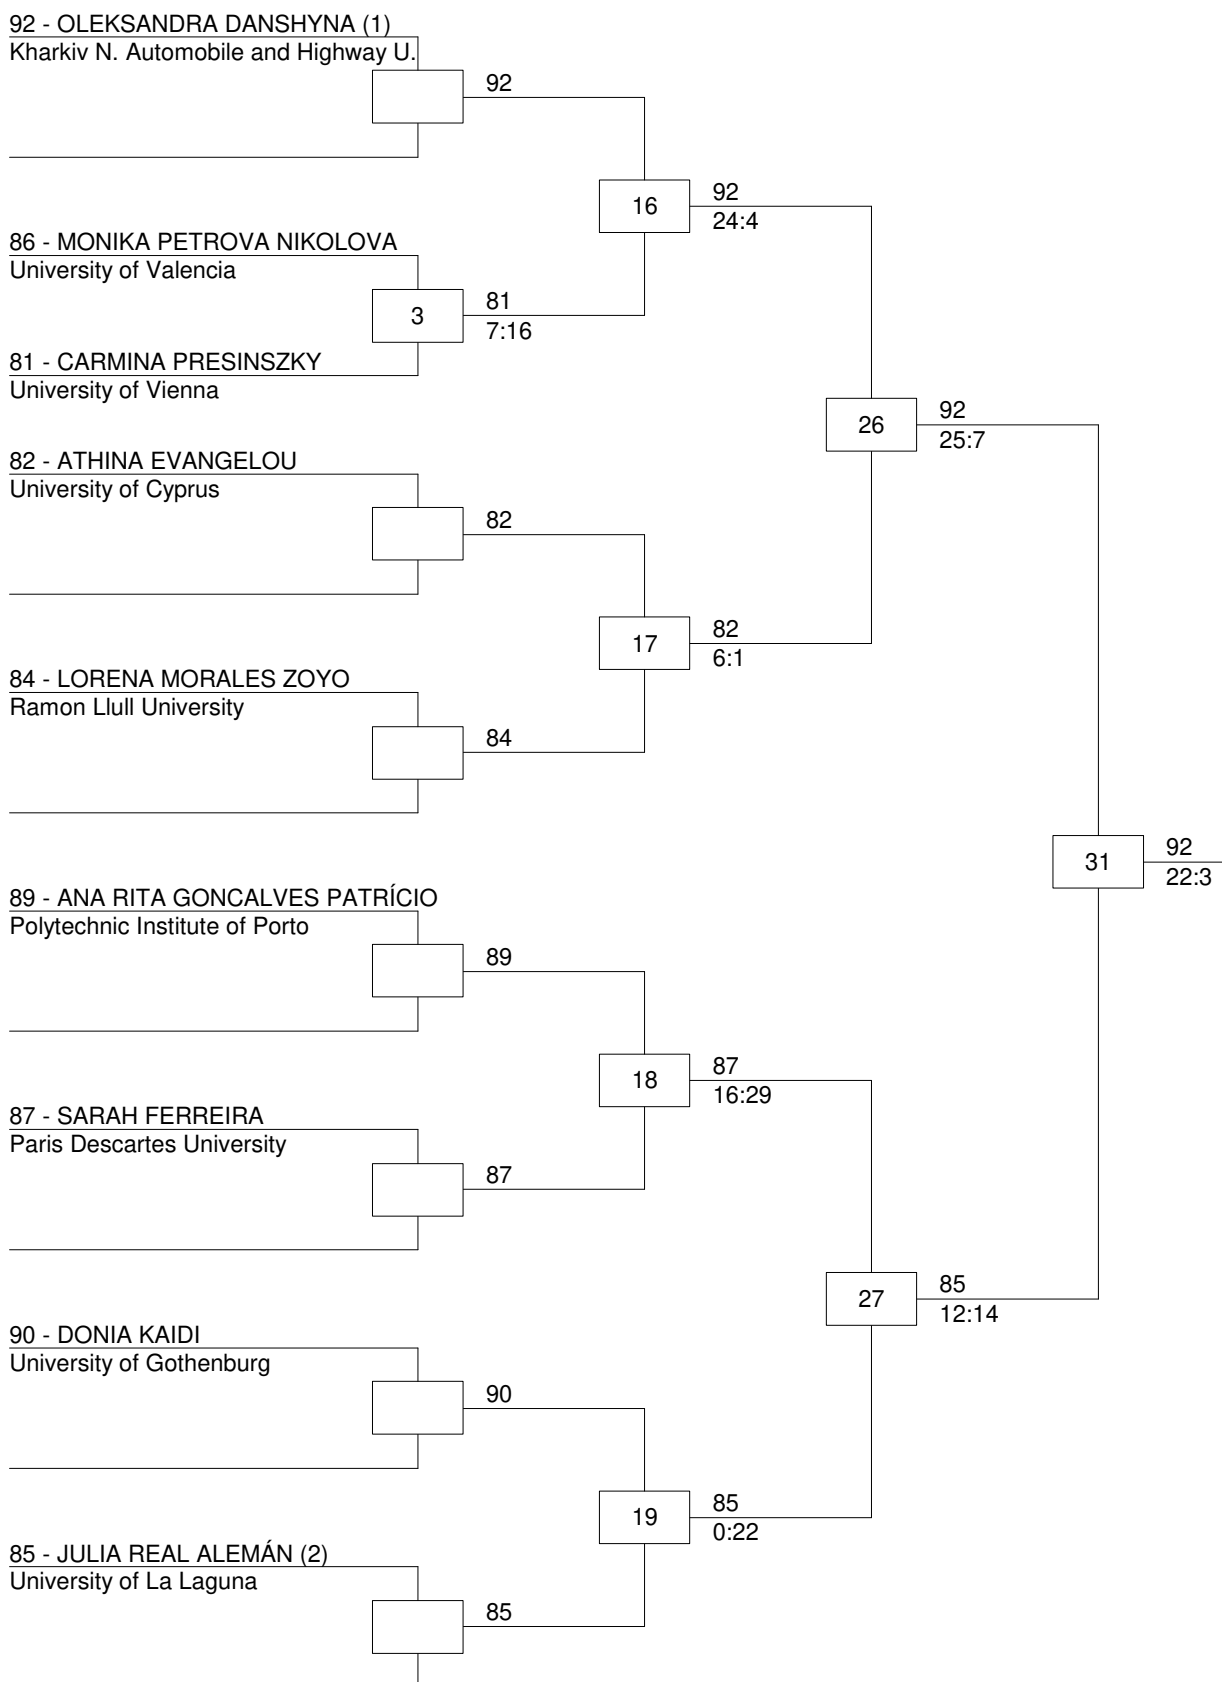 92 - OLEKSANDRA DANSHYNA (1)
Kharkiv N. Automobile and Highway U.
92
16
92
24:4
86 - MONIKA PETROVA NIKOLOVA
University of Valencia
3
81
7:16
81 - CARMINA PRESINSZKY
University of Vienna
26
92
25:7
82 - ATHINA EVANGELOU
University of Cyprus
82
17
82
6:1
84 - LORENA MORALES ZOYO
Ramon Llull University
84
31
92
22:3
89 - ANA RITA GONCALVES PATRÍCIO
Polytechnic Institute of Porto
89
18
87
16:29
87 - SARAH FERREIRA
Paris Descartes University
87
27
85
12:14
90 - DONIA KAIDI
University of Gothenburg
90
19
85
0:22
85 - JULIA REAL ALEMÁN (2)
University of La Laguna
85